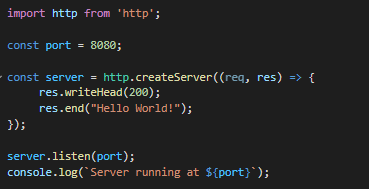 import http from 'http';
const port = 8080;
const server = http.createServer((req, res) => {
    res.writeHead(200);
    res.end("Hello World!");
});
server.listen(port);
console.log(`Server running at ${port}`);